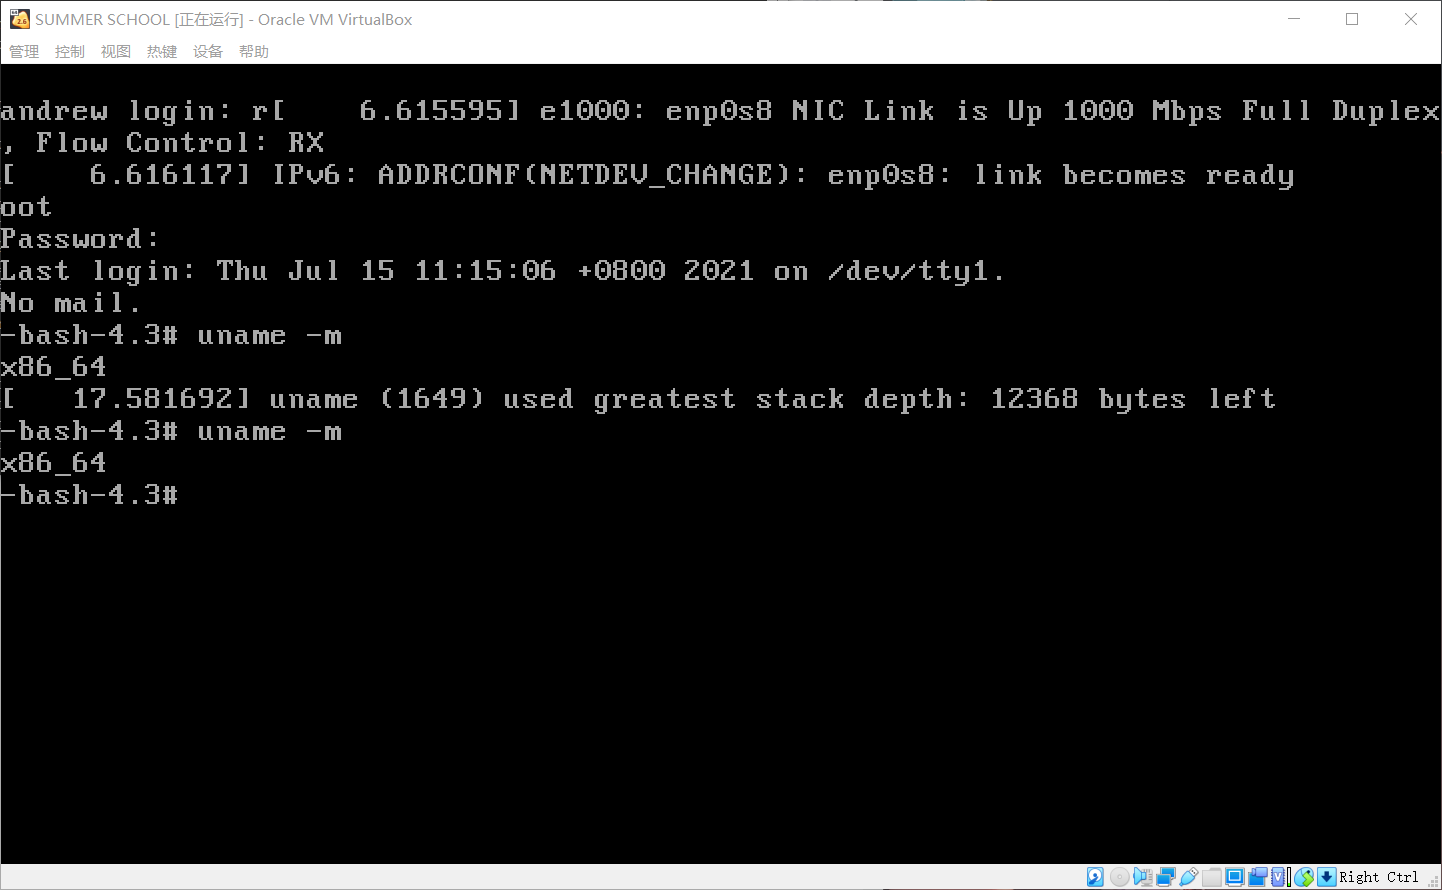 SUMMER SCHOOL [正在运行] - Oracle VM VirtualBox
管理 控制 视图 热键 设备 帮助
andrew login: r[    6.615595] e1000: enp0s8 NIC Link is Up 1000 Mbps Full Duplex
, Flow Control: RX
[    6.616117] IPv6: ADDRCONF(NETDEV_CHANGE): enp0s8: link becomes ready
oot
Password:
Last login: Thu Jul 15 11:15:06 +0800 2021 on /dev/tty1.
No mail.
-bash-4.3# uname -m
x86_64
[   17.581692] uname (1649) used greatest stack depth: 12368 bytes left
-bash-4.3# uname -m
x86_64
-bash-4.3#
Right Ctrl